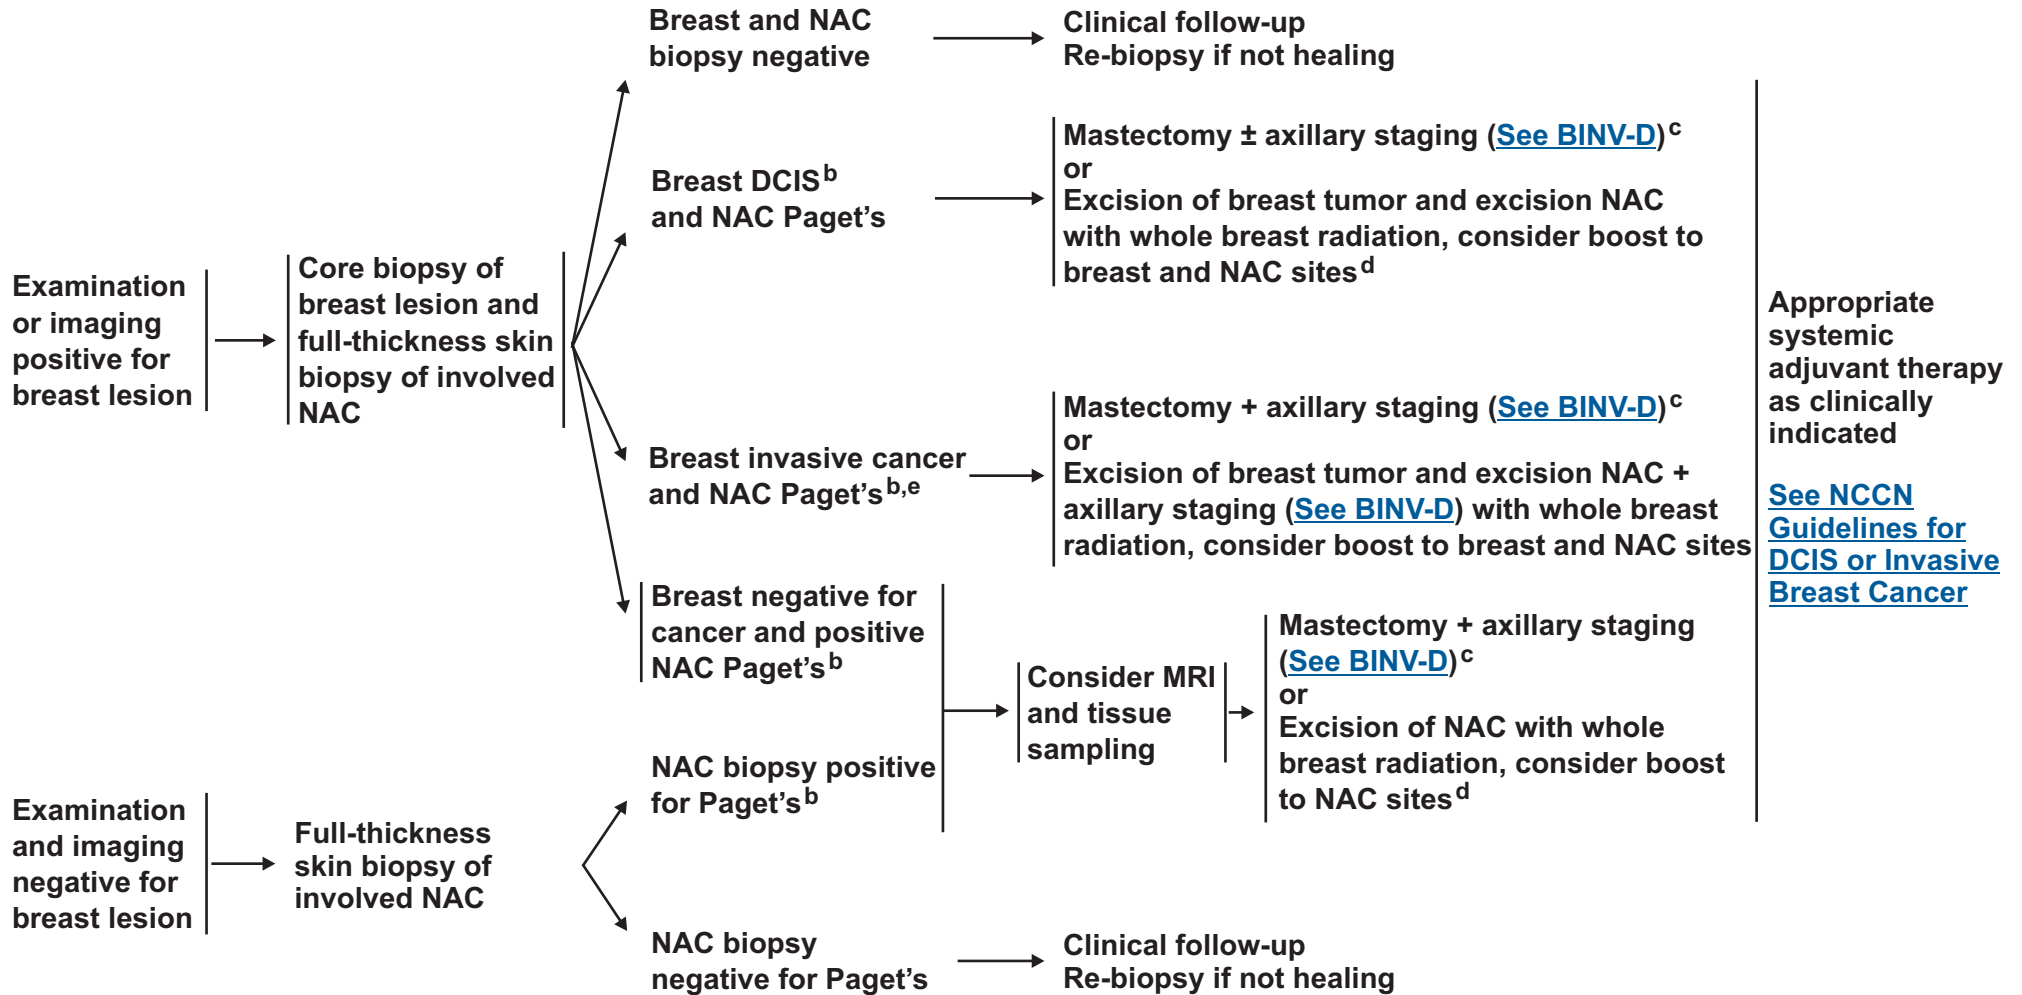 Breast and NAC
biopsy negative
Clinical follow-up
Re-biopsy if not healing
Breast DCISᵇ
and NAC Paget’s
Mastectomy ± axillary staging (See BINV-D)ᶜ
or
Excision of breast tumor and excision NAC
with whole breast radiation, consider boost to
breast and NAC sitesᵈ
Examination
or imaging
positive for
breast lesion
Core biopsy of
breast lesion and
full-thickness skin
biopsy of involved
NAC
Breast invasive cancer
and NAC Paget’sᵇ,ᵉ
Mastectomy + axillary staging (See BINV-D)ᶜ
or
Excision of breast tumor and excision NAC +
axillary staging (See BINV-D) with whole breast
radiation, consider boost to breast and NAC sites
Appropriate
systemic
adjuvant therapy
as clinically
indicated
See NCCN
Guidelines for
DCIS or Invasive
Breast Cancer
Breast negative for
cancer and positive
NAC Paget’sᵇ
Consider MRI
and tissue
sampling
Mastectomy + axillary staging
(See BINV-D)ᶜ
or
Excision of NAC with whole
breast radiation, consider boost
to NAC sitesᵈ
Examination
and imaging
negative for
breast lesion
Full-thickness
skin biopsy of
involved NAC
NAC biopsy positive
for Paget’sᵇ
NAC biopsy
negative for Paget’s
Clinical follow-up
Re-biopsy if not healing